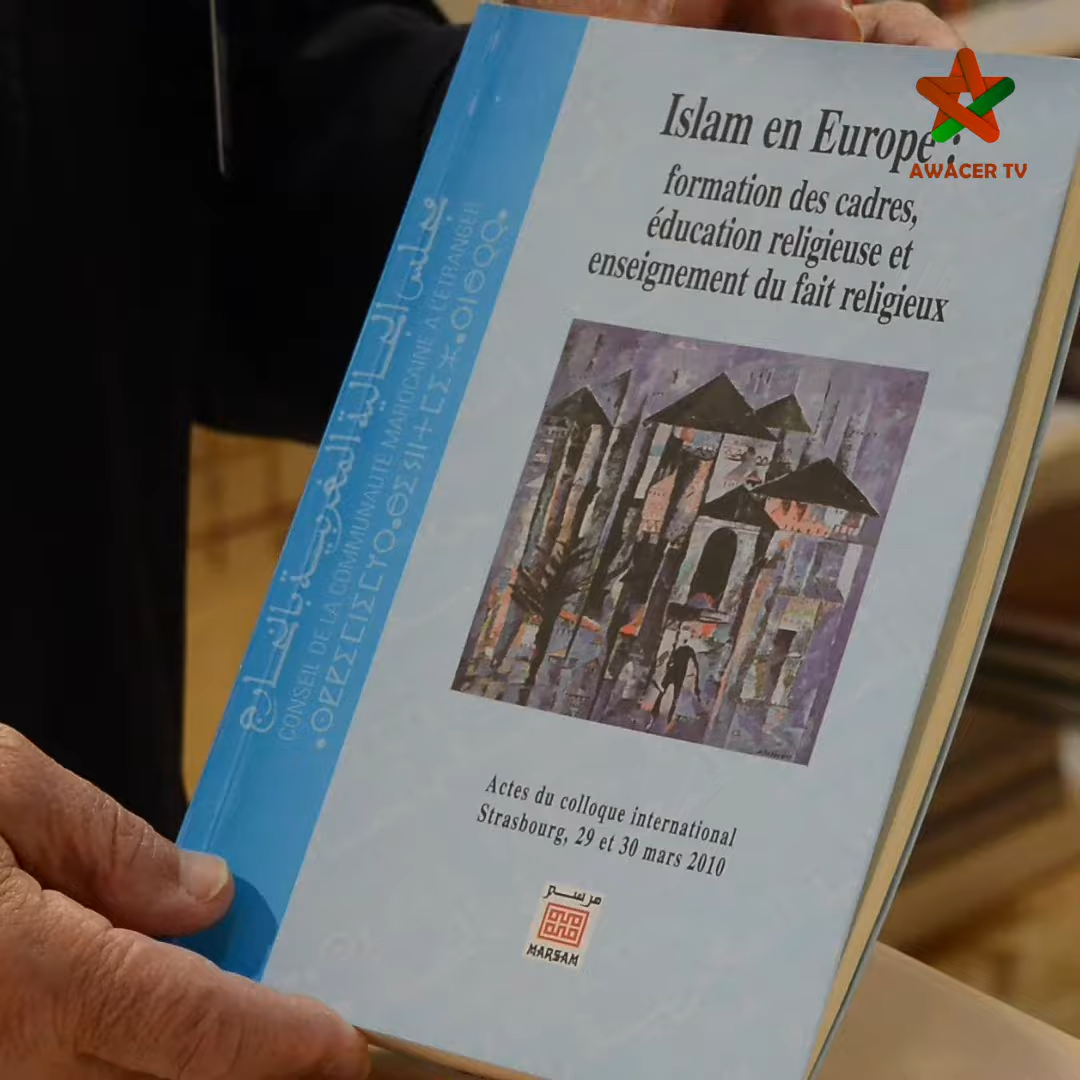 AWACER TV
Islam en Europe :
formation des cadres,
éducation religieuse et
enseignement du fait religieux
مجلس الجالية المغربية بالخارج
CONSEIL DE LA COMMUNAUTÉ MAROCAINE A L'ETRANGER
Actes du colloque international
Strasbourg, 29 et 30 mars 2010
مرسم
MARSAM